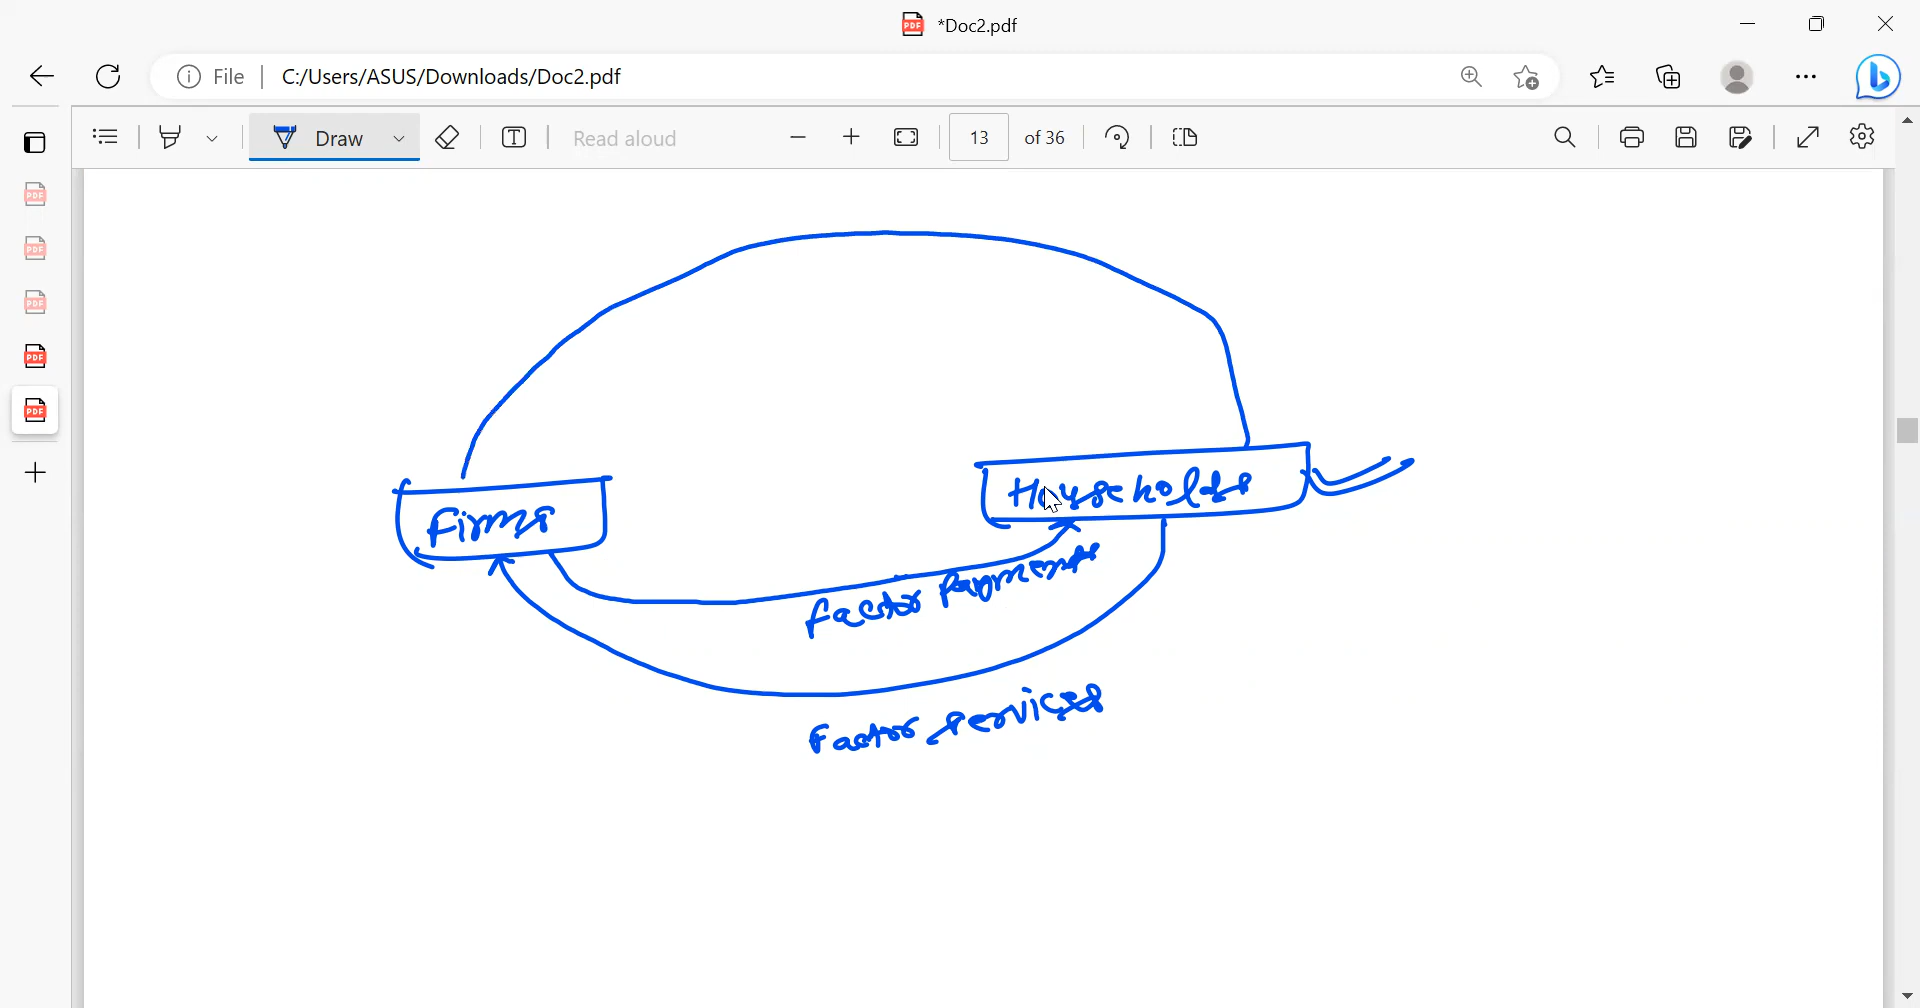 *Doc2.pdf
File
C:/Users/ASUS/Downloads/Doc2.pdf
Draw
Read aloud
13 of 36
Firms
Households
factor payments
Factor services